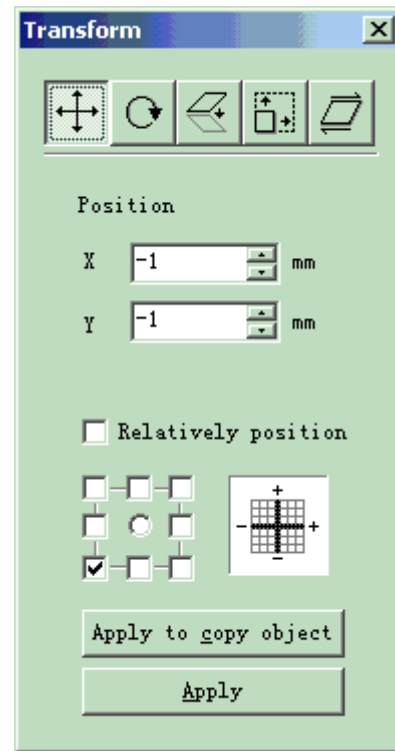 Transform
Position
X -1 mm
Y -1 mm
Relatively position
+
- +
-
Apply to copy object
Apply